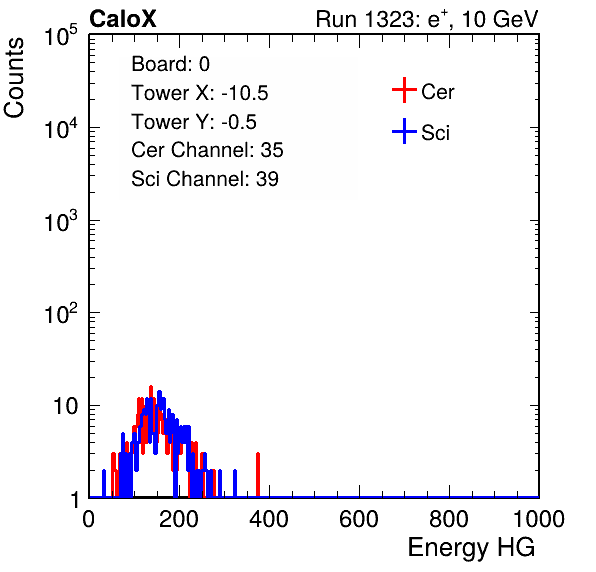 CaloX Run 1323: e⁺, 10 GeV
Counts
10⁵
10⁴
10³
10²
10
1
Board: 0
Tower X: -10.5
Tower Y: -0.5
Cer Channel: 35
Sci Channel: 39
Cer
Sci
0 200 400 600 800 1000
Energy HG